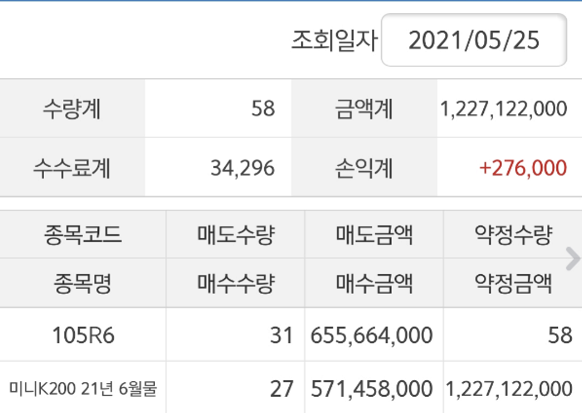 조회일자 2021/05/25
수량계 58 금액계 1,227,122,000
수수료계 34,296 손익계 +276,000
종목코드 매도수량 매도금액 약정수량
종목명 매수수량 매수금액 약정금액
105R6 31 655,664,000 58
미니K200 21년 6월물 27 571,458,000 1,227,122,000